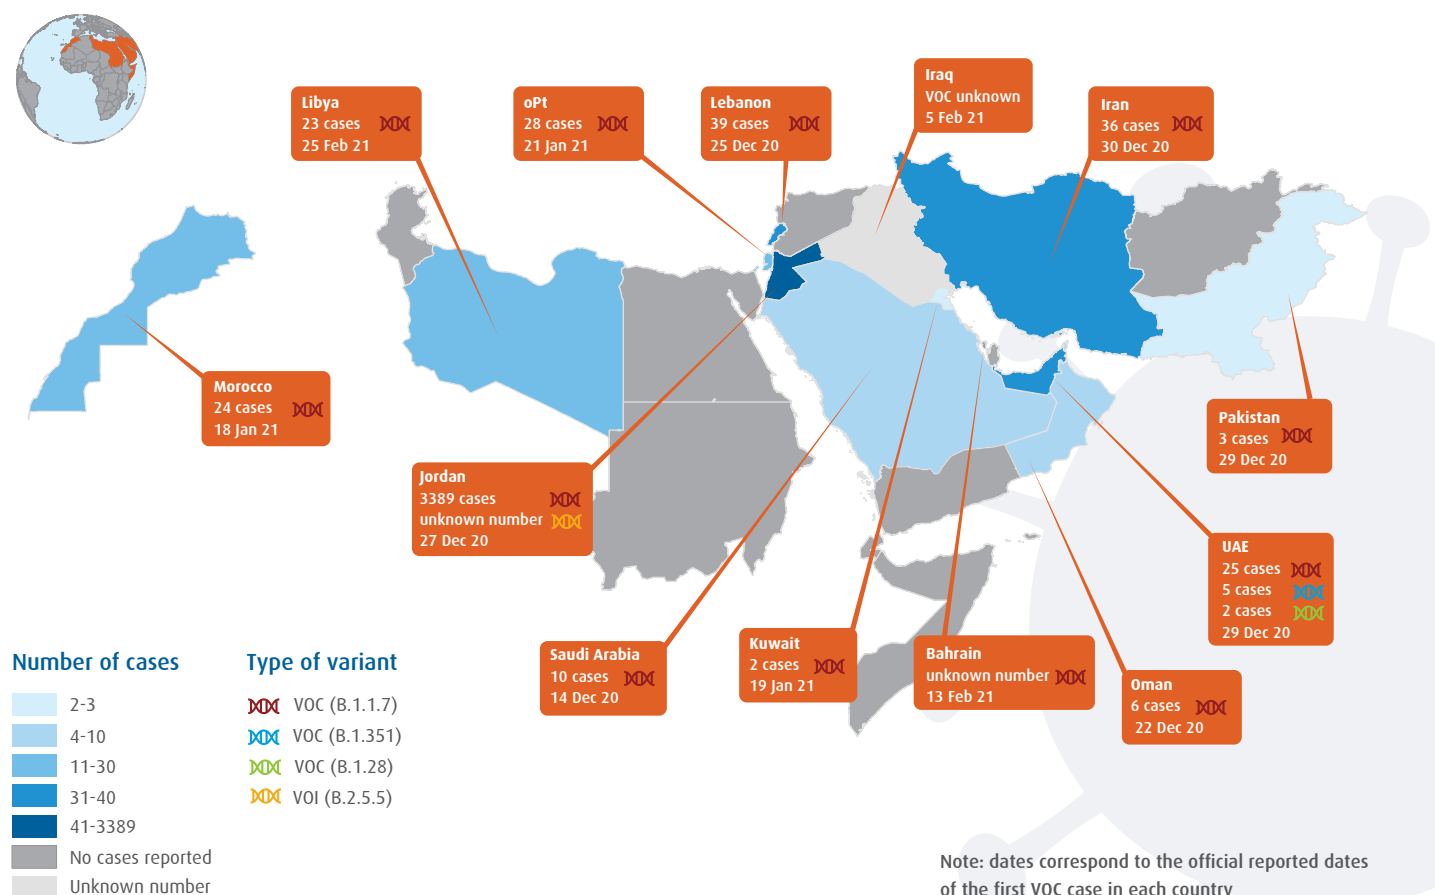 Libya
23 cases
25 Feb 21
oPt
28 cases
21 Jan 21
Lebanon
39 cases
25 Dec 20
Iraq
VOC unknown
5 Feb 21
Iran
36 cases
30 Dec 20
Morocco
24 cases
18 Jan 21
Jordan
3389 cases
unknown number
27 Dec 20
Pakistan
3 cases
29 Dec 20
UAE
25 cases
5 cases
2 cases
29 Dec 20
Saudi Arabia
10 cases
14 Dec 20
Kuwait
2 cases
19 Jan 21
Bahrain
unknown number
13 Feb 21
Oman
6 cases
22 Dec 20
Number of cases
2-3
4-10
11-30
31-40
41-3389
No cases reported
Unknown number
Type of variant
VOC (B.1.1.7)
VOC (B.1.351)
VOC (B.1.28)
VOI (B.2.5.5)
Note: dates correspond to the official reported dates
of the first VOC case in each country